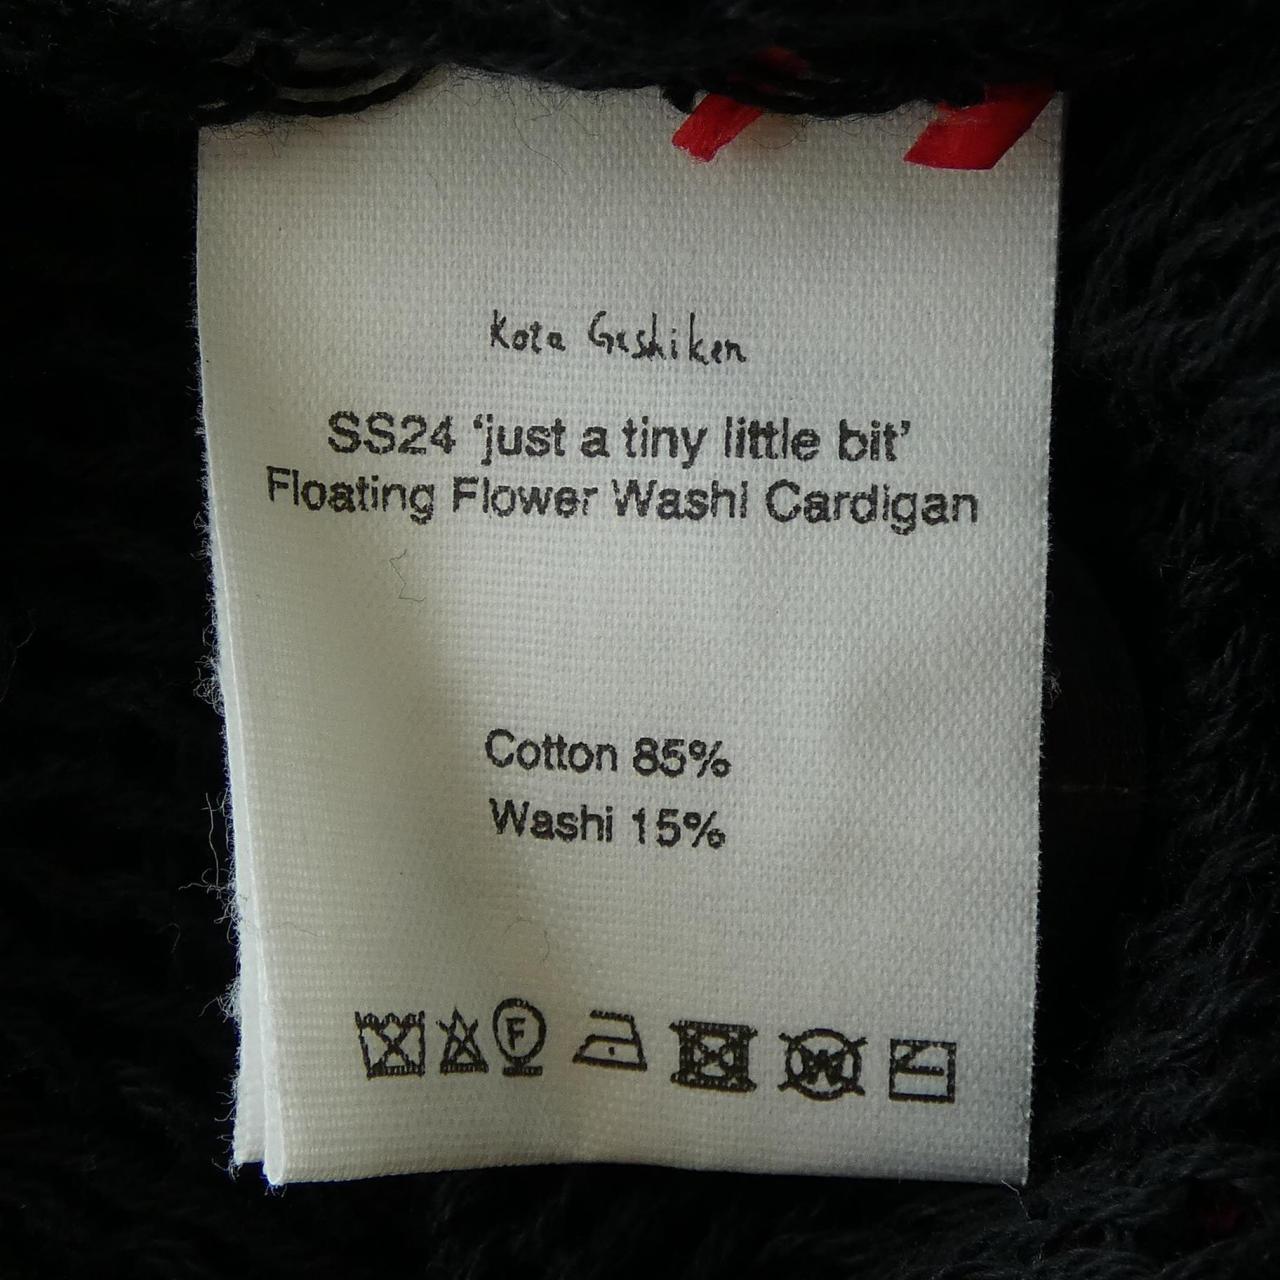 Kota Gushiken
SS24 ‘just a tiny little bit’
Floating Flower Washi Cardigan
Cotton 85%
Washi 15%
F W